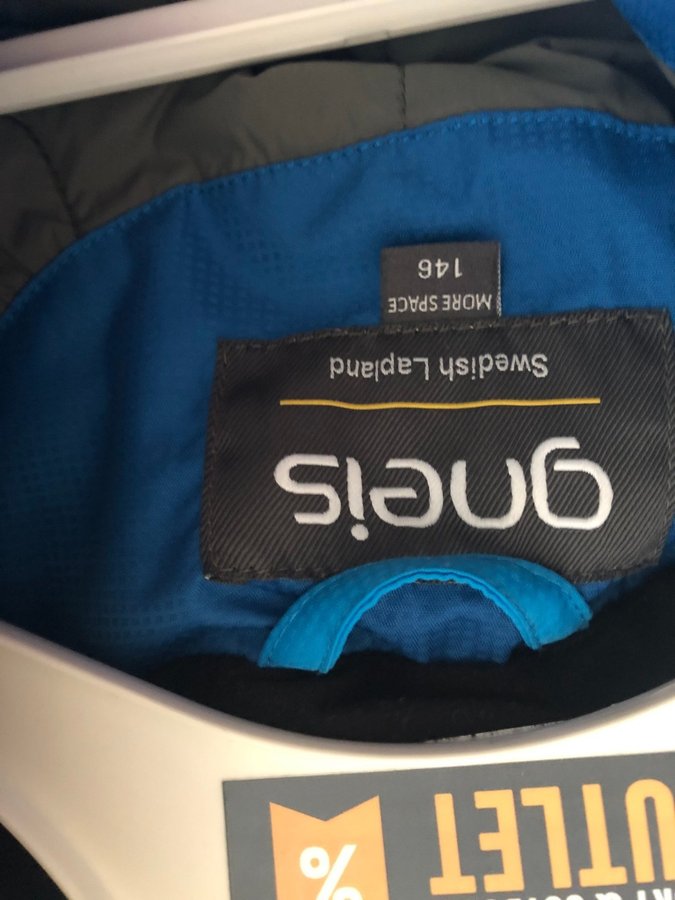 gneis
Swedish Lapland
MORE SPACE
146
UTLET
%